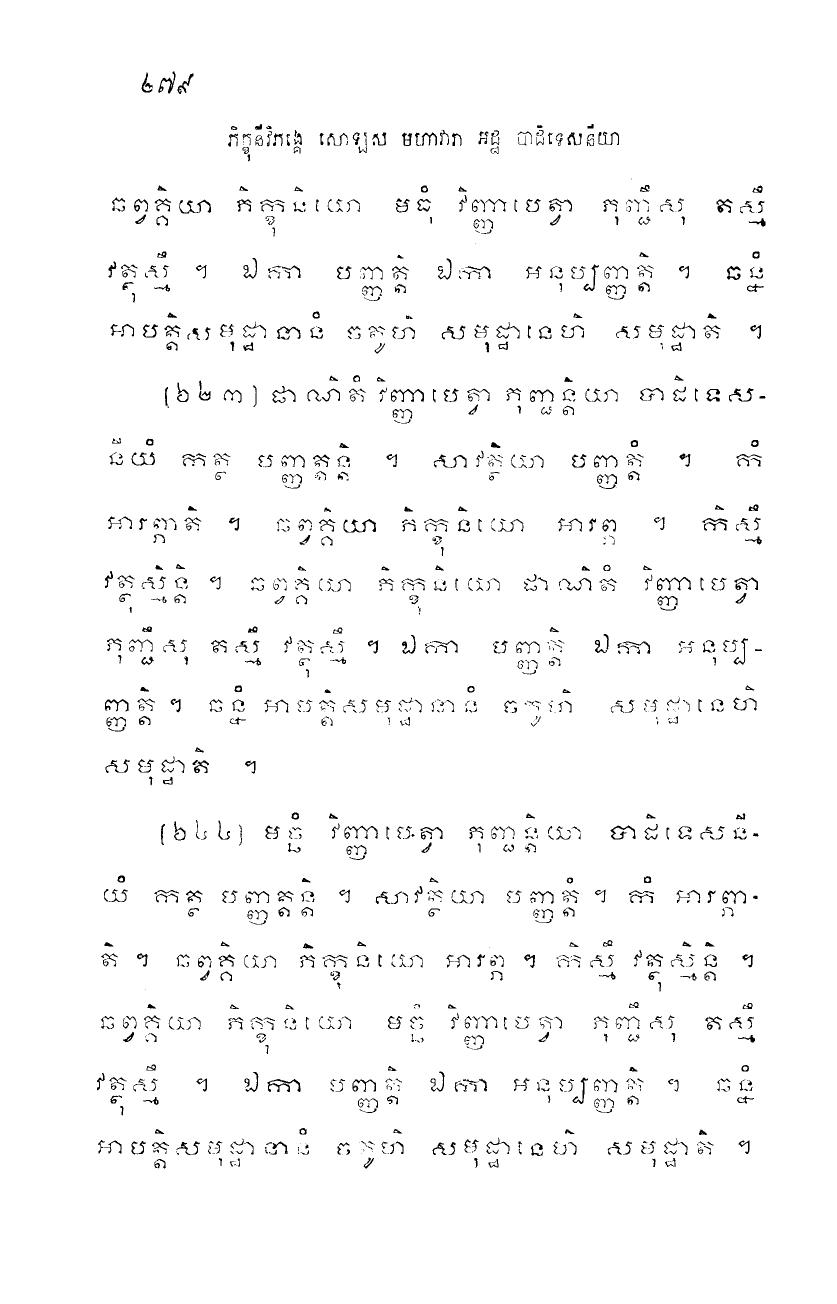 ២៧៩
ភិក្ខុនីវិភង្គេ សោឡស មហាវារា អដ្ឋ បាដិទេសនីយា
ឆព្វគ្គិយា ភិក្ខុនិយោ មធុំ វិញ្ញាបេត្វា ភុញ្ជឹសុ តស្មឹ
វត្ថុស្មឹ ។ ឯកា បញ្ញត្តិ ឯកា អនុប្បញ្ញត្តិ ។ ឆន្នំ
អាបត្តិសមុដ្ឋានានំ ចតូហិ សមុដ្ឋានេហិ សមុដ្ឋាតិ ។
(៦២៣) ផាណិតំ វិញ្ញាបេត្វា ភុញ្ជន្តិយា បាដិទេស-
នីយំ កត្ថ បញ្ញត្តន្តិ ។ សាវត្ថិយា បញ្ញត្តំ ។ កំ
អារព្ភាតិ ។ ឆព្វគ្គិយា ភិក្ខុនិយោ អារព្ភ ។ កិស្មឹ
វត្ថុស្មិន្តិ ។ ឆព្វគ្គិយា ភិក្ខុនិយោ ផាណិតំ វិញ្ញាបេត្វា
ភុញ្ជឹសុ តស្មឹ វត្ថុស្មឹ ។ ឯកា បញ្ញត្តិ ឯកា អនុប្ប-
ញ្ញត្តិ ។ ឆន្នំ អាបត្តិសមុដ្ឋានានំ ចតូហិ សមុដ្ឋានេហិ
សមុដ្ឋាតិ ។
(៦៤៤) មច្ឆំ វិញ្ញាបេត្វា ភុញ្ជន្តិយា បាដិទេសនី-
យំ កត្ថ បញ្ញត្តន្តិ ។ សាវត្ថិយា បញ្ញត្តំ ។ កំ អារព្ភា-
តិ ។ ឆព្វគ្គិយា ភិក្ខុនិយោ អារព្ភ ។ កិស្មឹ វត្ថុស្មិន្តិ ។
ឆព្វគ្គិយា ភិក្ខុនិយោ មច្ឆំ វិញ្ញាបេត្វា ភុញ្ជឹសុ តស្មឹ
វត្ថុស្មឹ ។ ឯកា បញ្ញត្តិ ឯកា អនុប្បញ្ញត្តិ ។ ឆន្នំ
អាបត្តិសមុដ្ឋានានំ ចតូហិ សមុដ្ឋានេហិ សមុដ្ឋាតិ ។